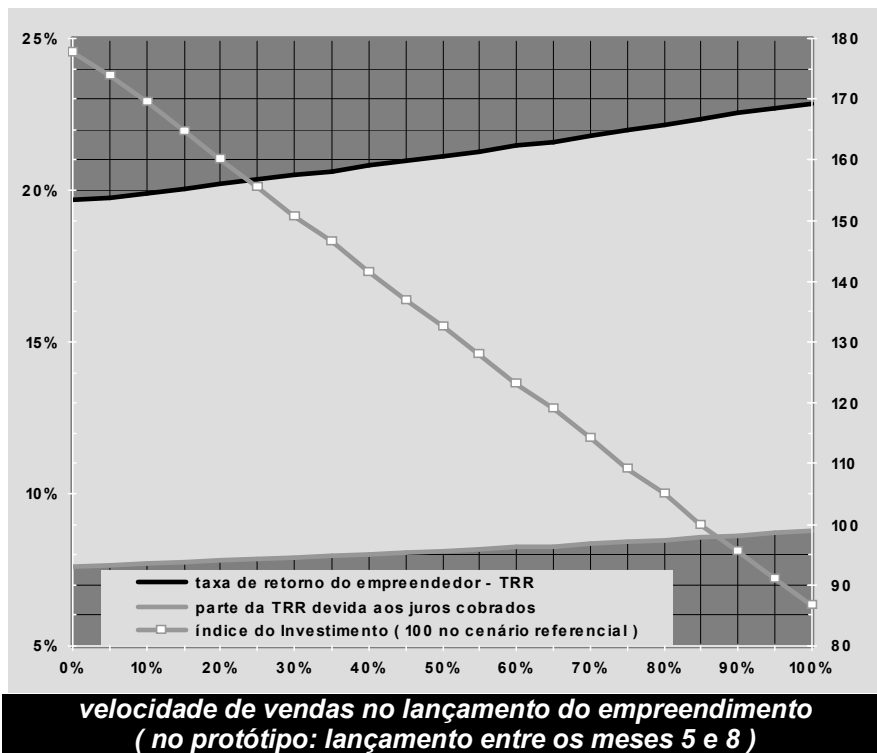 25%
20%
15%
10%
5%
180
170
160
150
140
130
120
110
100
90
80
taxa de retorno do empreendedor - TRR
parte da TRR devida aos juros cobrados
índice do Investimento ( 100 no cenário referencial )
0% 10% 20% 30% 40% 50% 60% 70% 80% 90% 100%
velocidade de vendas no lançamento do empreendimento
( no protótipo: lançamento entre os meses 5 e 8 )